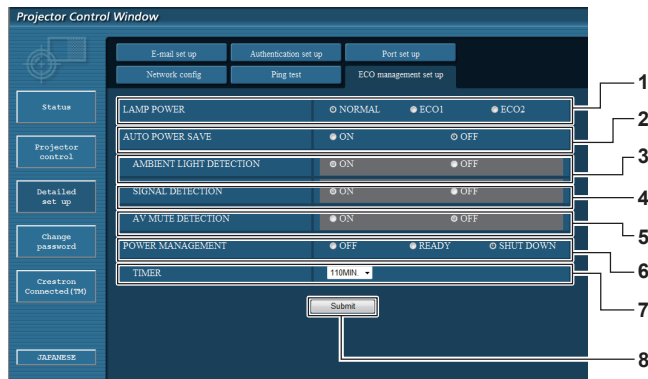 Projector Control Window
E-mail set up Authentication set up Port set up
Network config Ping test ECO management set up
Status
Projector
control
Detailed
set up
Change
password
Crestron
Connected(TM)
JAPANESE
LAMP POWER NORMAL ECO1 ECO2 1
AUTO POWER SAVE ON OFF 2
AMBIENT LIGHT DETECTION ON OFF 3
SIGNAL DETECTION ON OFF 4
AV MUTE DETECTION ON OFF 5
POWER MANAGEMENT OFF READY SHUT DOWN 6
TIMER 110MIN. 7
Submit 8